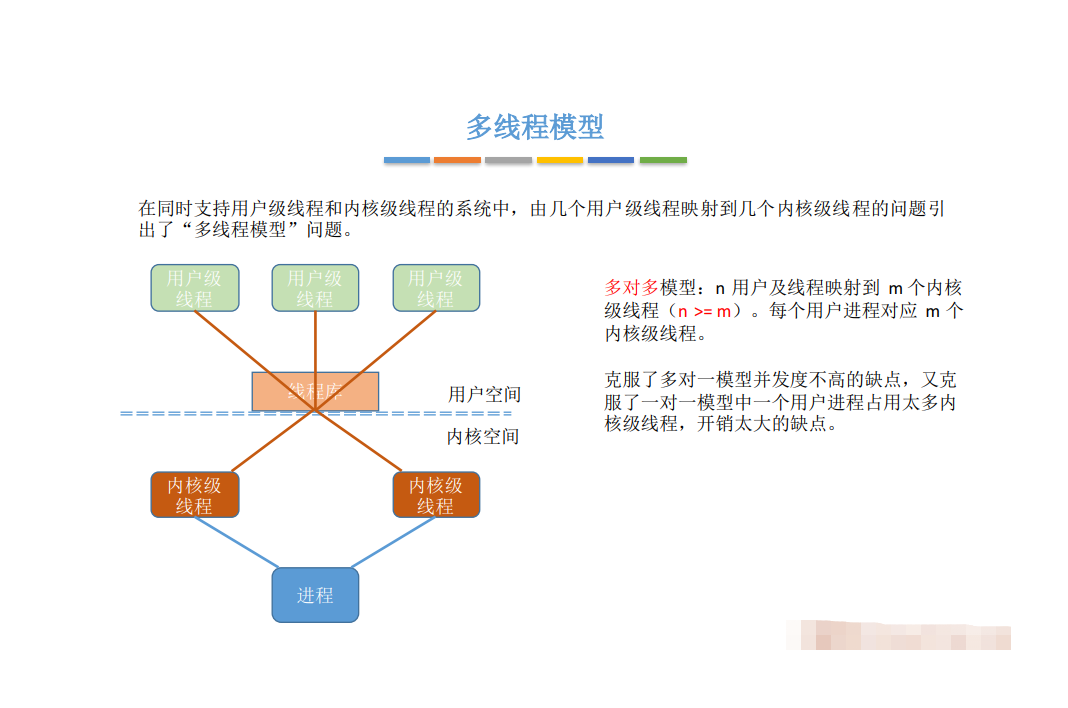 多线程模型
在同时支持用户级线程和内核级线程的系统中，由几个用户级线程映射到几个内核级线程的问题引
出了“多线程模型”问题。
用户级
线程
用户级
线程
用户级
线程
线程库
用户空间
内核空间
内核级
线程
内核级
线程
进程
多对多模型：n 用户及线程映射到 m 个内核
级线程（n >= m）。每个用户进程对应 m 个
内核级线程。
克服了多对一模型并发度不高的缺点，又克
服了一对一模型中一个用户进程占用太多内
核级线程，开销太大的缺点。